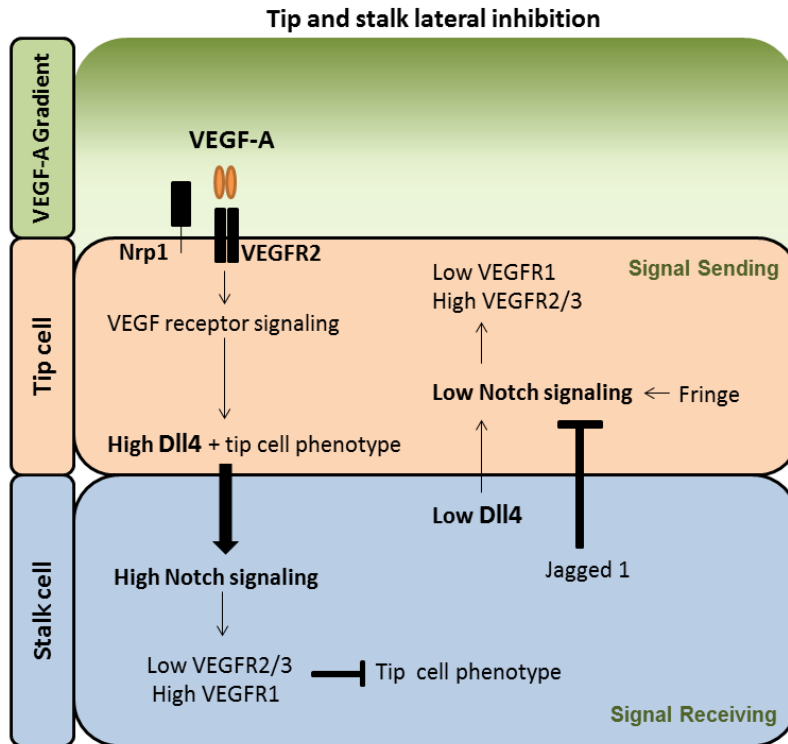 Tip and stalk lateral inhibition
VEGF-A Gradient
VEGF-A
Nrp1
VEGFR2
Tip cell
Signal Sending
VEGF receptor signaling
High Dll4 + tip cell phenotype
Low VEGFR1
High VEGFR2/3
Low Notch signaling
Fringe
Stalk cell
Low Dll4
Jagged 1
High Notch signaling
Low VEGFR2/3
High VEGFR1
Tip cell phenotype
Signal Receiving